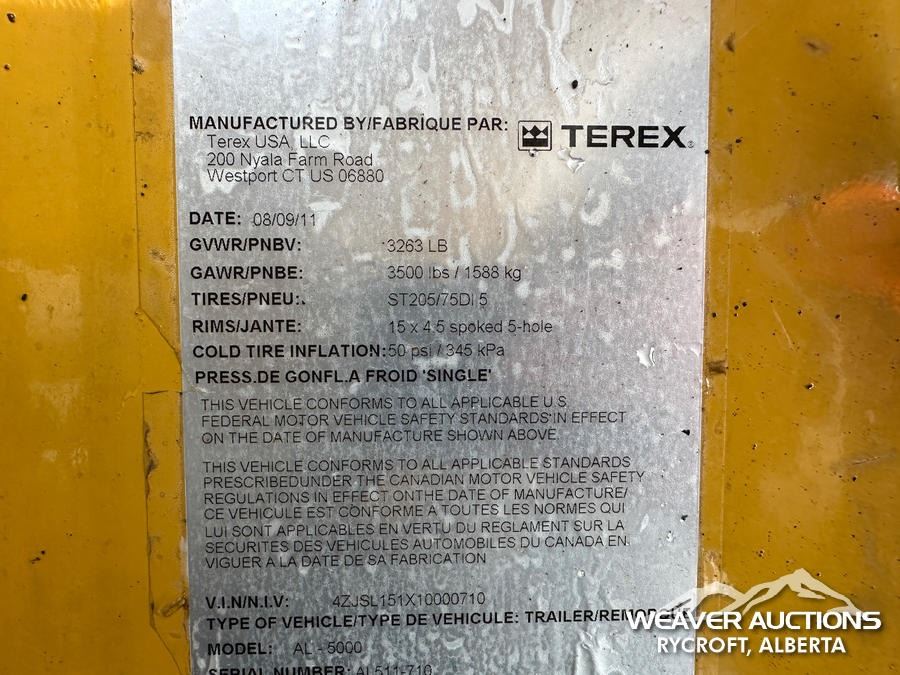 MANUFACTURED BY/FABRIQUE PAR: TEREX®
Terex USA, LLC
200 Nyala Farm Road
Westport CT US 06880
DATE: 08/09/11
GVWR/PNBV: 3263 LB
GAWR/PNBE: 3500 lbs / 1588 kg
TIRES/PNEU: ST205/75DI 5
RIMS/JANTE: 15 x 4.5 spoked 5-hole
COLD TIRE INFLATION: 50 psi / 345 kPa
PRESS.DE GONFL.A FROID 'SINGLE'
THIS VEHICLE CONFORMS TO ALL APPLICABLE U.S.
FEDERAL MOTOR VEHICLE SAFETY STANDARDS IN EFFECT
ON THE DATE OF MANUFACTURE SHOWN ABOVE.
THIS VEHICLE CONFORMS TO ALL APPLICABLE STANDARDS
PRESCRIBEDUNDER THE CANADIAN MOTOR VEHICLE SAFETY
REGULATIONS IN EFFECT ONTHE DATE OF MANUFACTURE/
CE VEHICULE EST CONFORME A TOUTES LES NORMES QUI
LUI SONT APPLICABLES EN VERTU DU REGLAMENT SUR LA
SECURITES DES VEHICULES AUTOMOBILES DU CANADA EN
VIGUER A LA DATE DE SA FABRICATION
V.I.N/N.I.V: 4ZJSL151X10000710
TYPE OF VEHICLE/TYPE DE VEHICULE: TRAILER/REMORQUE
MODEL: AL - 5000
SERIAL NUMBER: AL511-710
WEAVER AUCTIONS
RYCROFT, ALBERTA